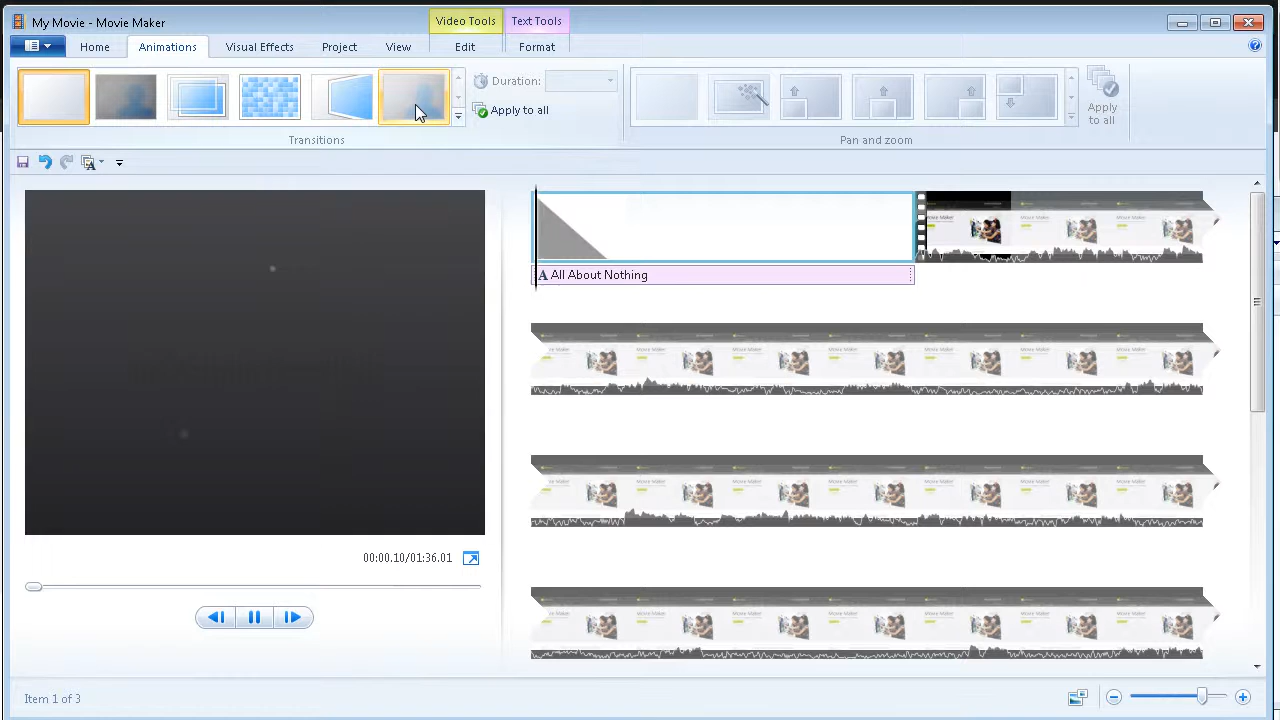 My Movie - Movie Maker
Video Tools
Text Tools
Home
Animations
Visual Effects
Project
View
Edit
Format
Duration:
Apply to all
Transitions
Apply
to all
Pan and zoom
A All About Nothing
00:00.10/01:36.01
Item 1 of 3